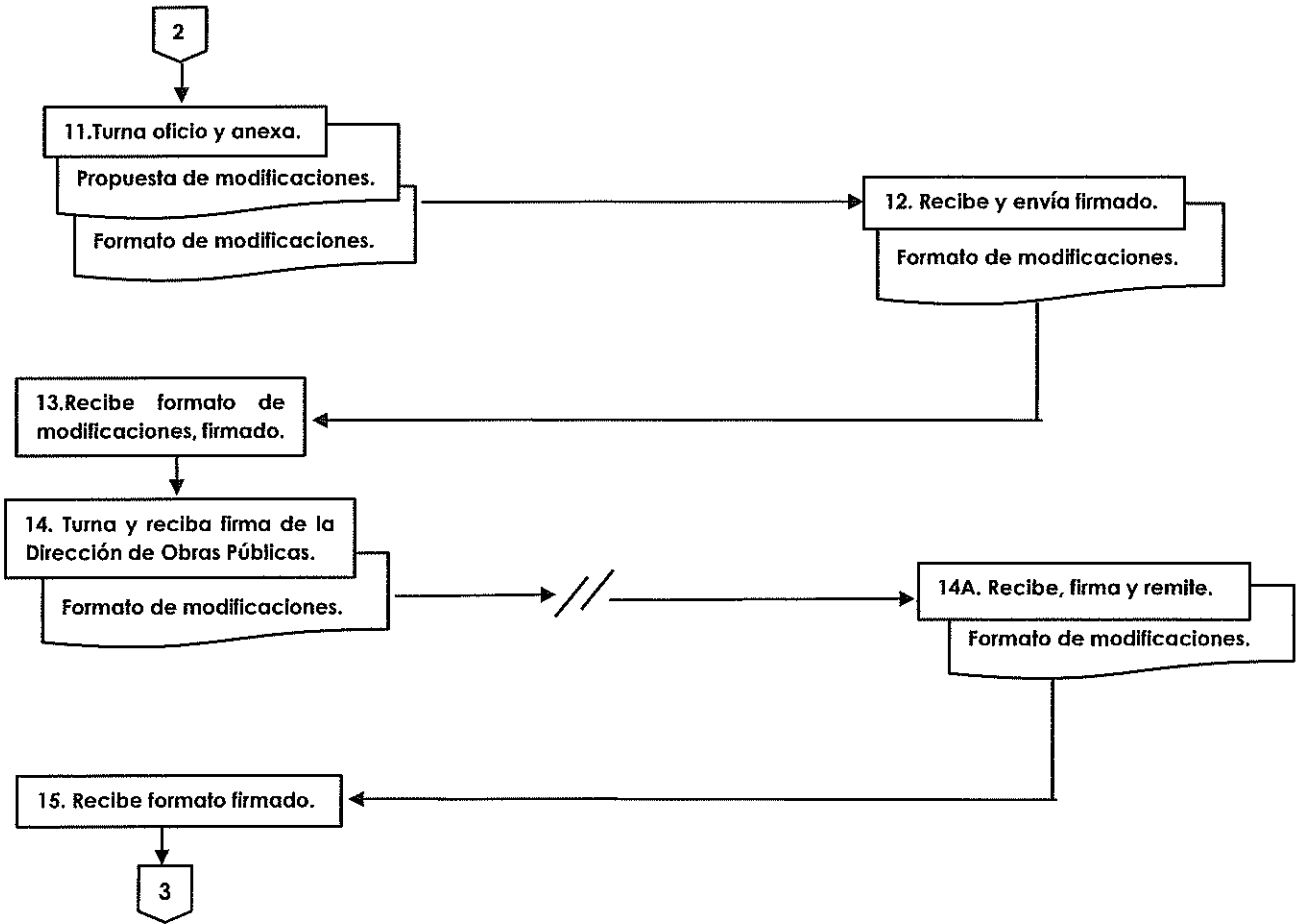 2
11.Turna oficio y anexa.
Propuesta de modificaciones.
Formato de modificaciones.
12. Recibe y envía firmado.
Formato de modificaciones.
13.Recibe formato de
modificaciones, firmado.
14. Turna y reciba firma de la
Dirección de Obras Públicas.
Formato de modificaciones.
14A. Recibe, firma y remite.
Formato de modificaciones.
15. Recibe formato firmado.
3